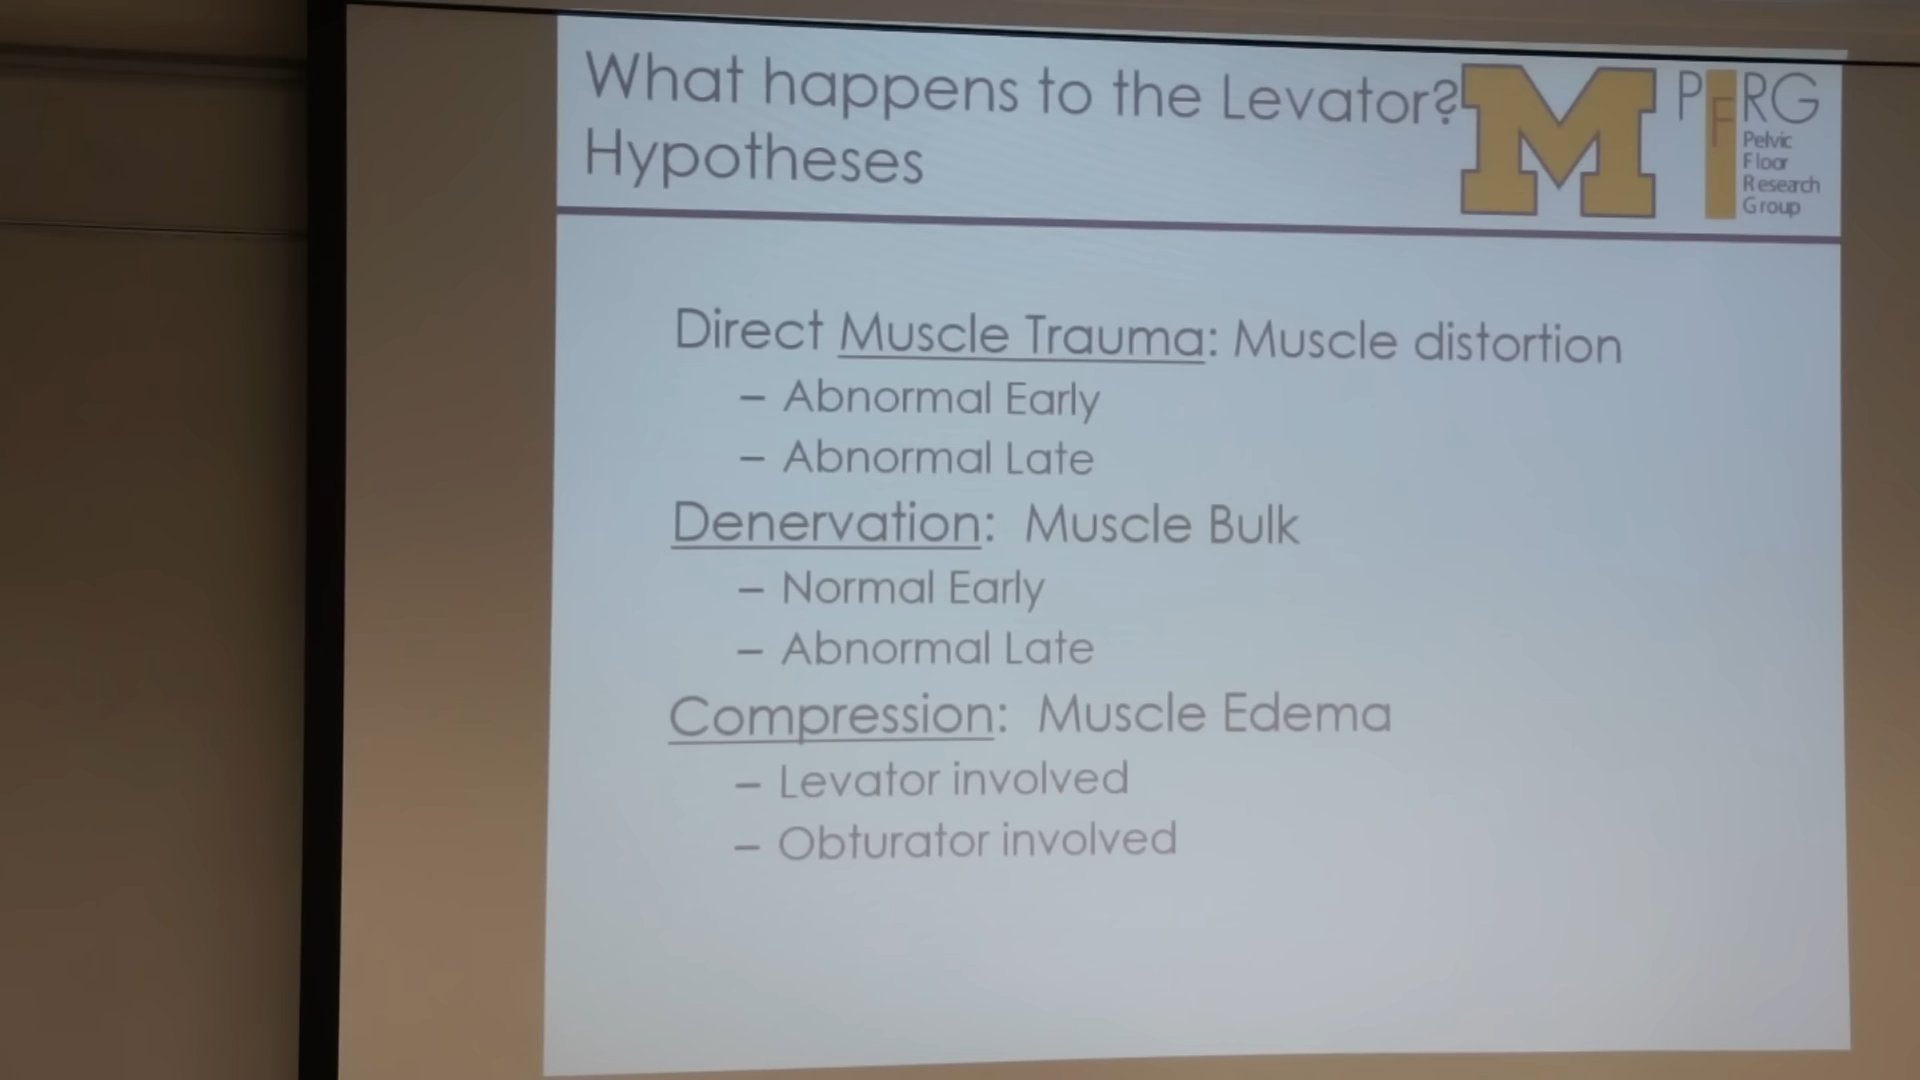 What happens to the Levator?
Hypotheses
M
PFRG
Pelvic
Floor
Research
Group
Direct Muscle Trauma: Muscle distortion
– Abnormal Early
– Abnormal Late
Denervation: Muscle Bulk
– Normal Early
– Abnormal Late
Compression: Muscle Edema
– Levator involved
– Obturator involved